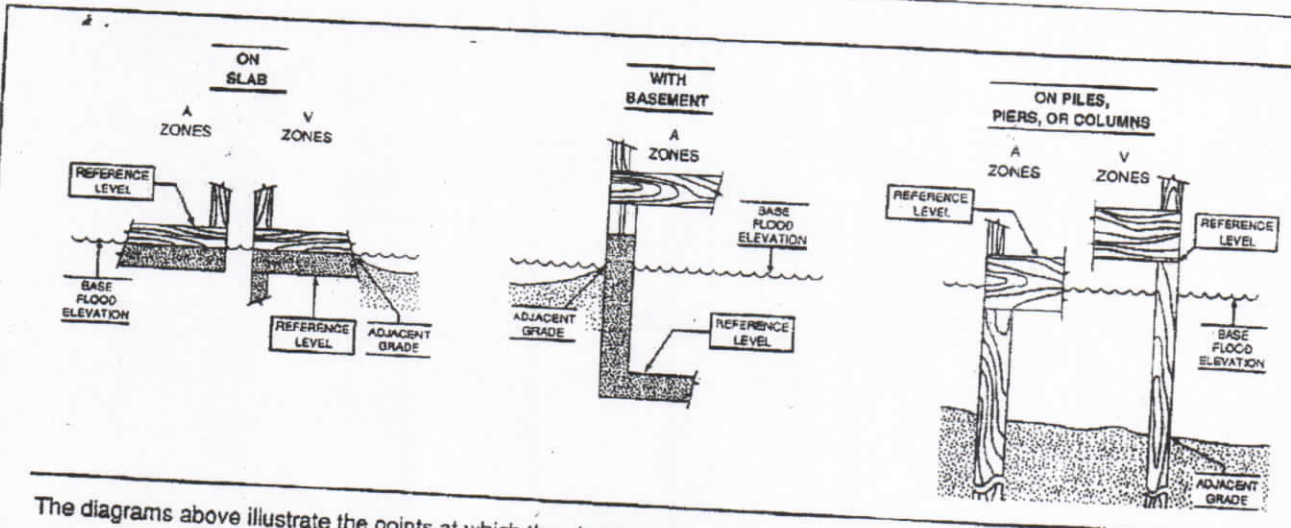 ON
SLAB
A
ZONES
V
ZONES
REFERENCE
LEVEL
BASE
FLOOD
ELEVATION
REFERENCE
LEVEL
ADJACENT
GRADE
WITH
BASEMENT
A
ZONES
BASE
FLOOD
ELEVATION
ADJACENT
GRADE
REFERENCE
LEVEL
ON PILES,
PIERS, OR COLUMNS
A
ZONES
V
ZONES
REFERENCE
LEVEL
REFERENCE
LEVEL
BASE
FLOOD
ELEVATION
ADJACENT
GRADE
The diagrams above illustrate the points at which the